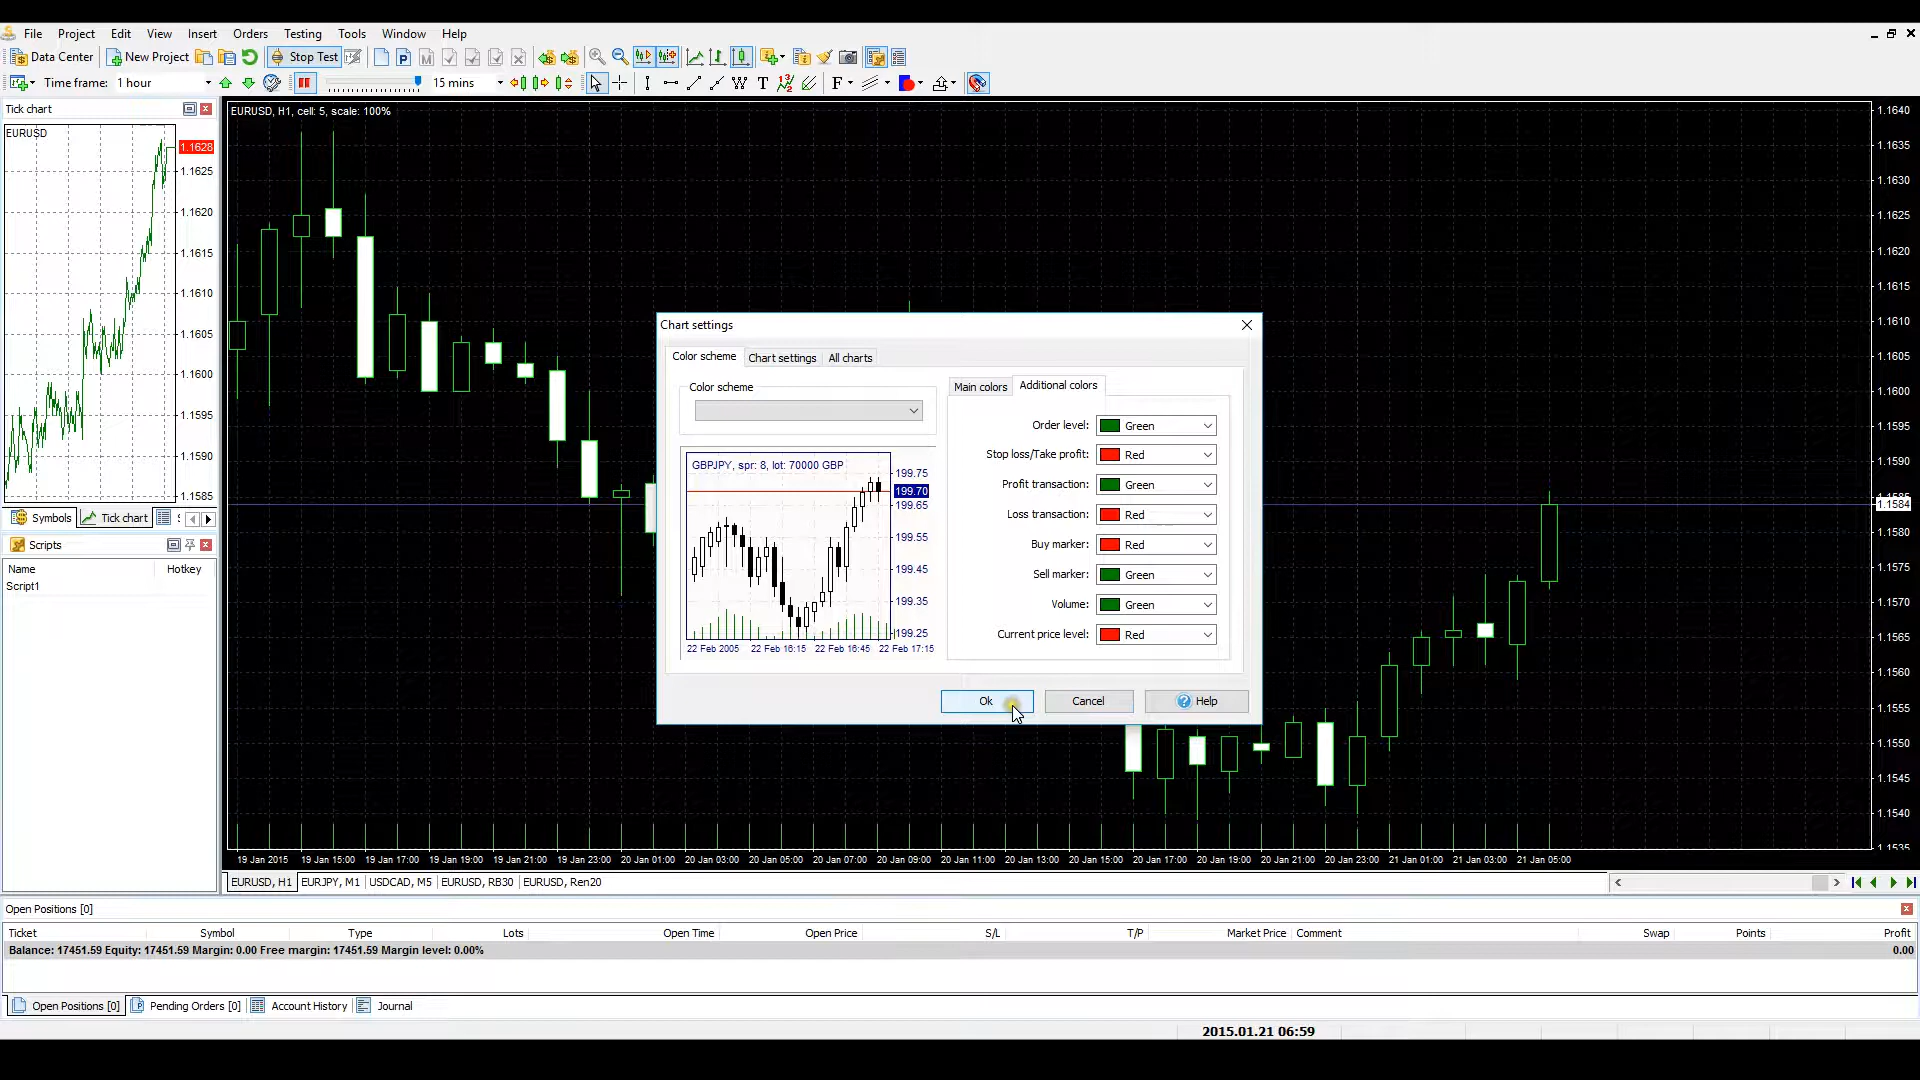 File Project Edit View Insert Orders Testing Tools Window Help
Data Center New Project Stop Test
Time frame: 1 hour 15 mins T F
Tick chart
EURUSD
1.1628
1.1625
1.1620
1.1615
1.1610
1.1605
1.1600
1.1595
1.1590
1.1585
Symbols Tick chart
Scripts
Name Hotkey
Script1
EURUSD, H1, cell: 5, scale: 100%
1.1640
1.1635
1.1630
1.1625
1.1620
1.1615
1.1610
1.1605
1.1600
1.1595
1.1590
1.1584
1.1580
1.1575
1.1570
1.1565
1.1560
1.1555
1.1550
1.1545
1.1540
1.1535
Chart settings
Color scheme Chart settings All charts
Color scheme
GBPJPY, spr: 8, lot: 70000 GBP
199.75
199.70
199.65
199.55
199.45
199.35
199.25
22 Feb 2005 22 Feb 16:15 22 Feb 16:45 22 Feb 17:15
Main colors Additional colors
Order level: Green
Stop loss/Take profit: Red
Profit transaction: Green
Loss transaction: Red
Buy marker: Red
Sell marker: Green
Volume: Green
Current price level: Red
Ok Cancel Help
19 Jan 2015 19 Jan 15:00 19 Jan 17:00 19 Jan 19:00 19 Jan 21:00 19 Jan 23:00 20 Jan 01:00 20 Jan 03:00 20 Jan 05:00 20 Jan 07:00 20 Jan 09:00 20 Jan 11:00 20 Jan 13:00 20 Jan 15:00 20 Jan 17:00 20 Jan 19:00 20 Jan 21:00 20 Jan 23:00 21 Jan 01:00 21 Jan 03:00 21 Jan 05:00
EURUSD, H1 EURJPY, M1 USDCAD, M5 EURUSD, RB30 EURUSD, Ren20
Open Positions [0]
Ticket Symbol Type Lots Open Time Open Price S/L T/P Market Price Comment Swap Points Profit
Balance: 17451.59 Equity: 17451.59 Margin: 0.00 Free margin: 17451.59 Margin level: 0.00% 0.00
Open Positions [0] Pending Orders [0] Account History Journal
2015.01.21 06:59